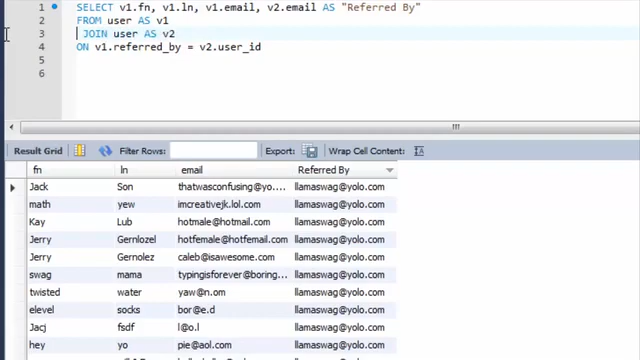 1 SELECT v1.fn, v1.ln, v1.email, v2.email AS "Referred By"
2 FROM user AS v1
3 JOIN user AS v2
4 ON v1.referred_by = v2.user_id
5
6
Result Grid Filter Rows: Export: Wrap Cell Content:
fn ln email Referred By
Jack Son thatwasconfusing@yo.... llamaswag@yolo.com
math yew imcreativejk.lol.com llamaswag@yolo.com
Kay Lub hotmale@hotmail.com llamaswag@yolo.com
Jerry Gernlozel hotfemale@hotfemail.com llamaswag@yolo.com
Jerry Gernolez caleb@isawesome.com llamaswag@yolo.com
swag mama typingisforever@boring... llamaswag@yolo.com
twisted water yaw@n.om llamaswag@yolo.com
elevel socks bor@e.d llamaswag@yolo.com
Jacj fsdf l@o.l llamaswag@yolo.com
hey yo pie@aol.com llamaswag@yolo.com